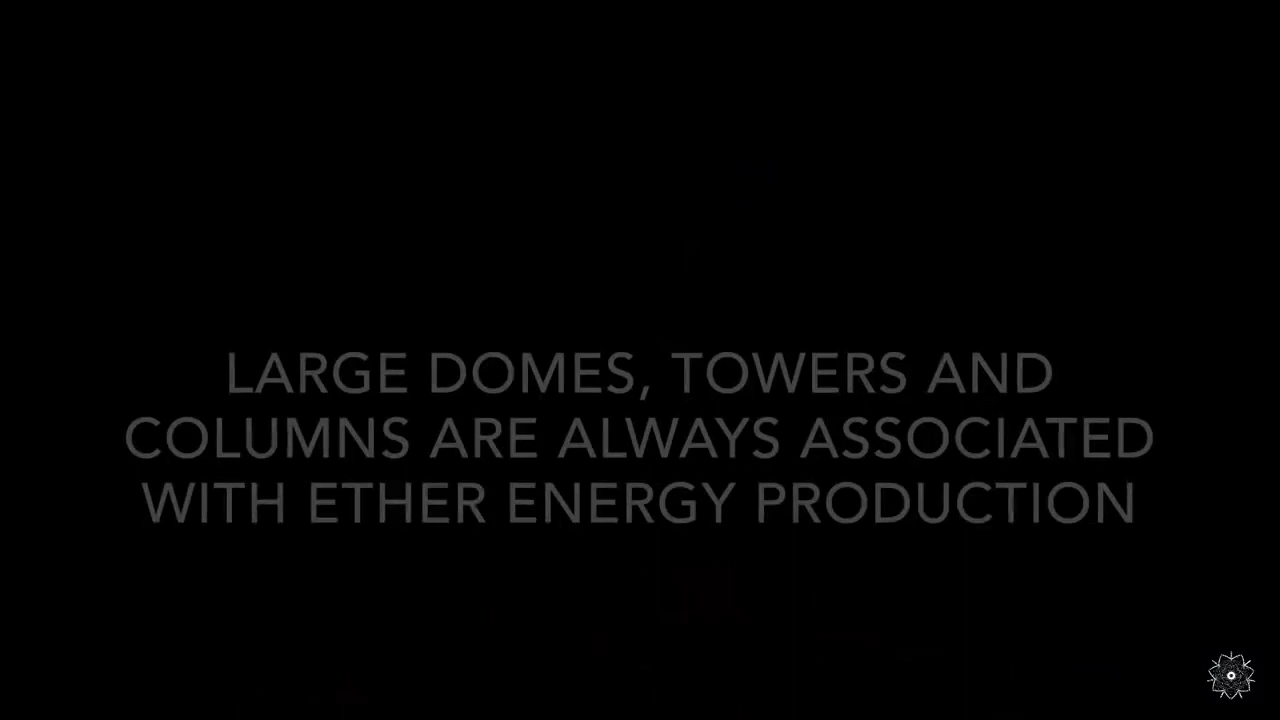 LARGE DOMES, TOWERS AND
COLUMNS ARE ALWAYS ASSOCIATED
WITH ETHER ENERGY PRODUCTION